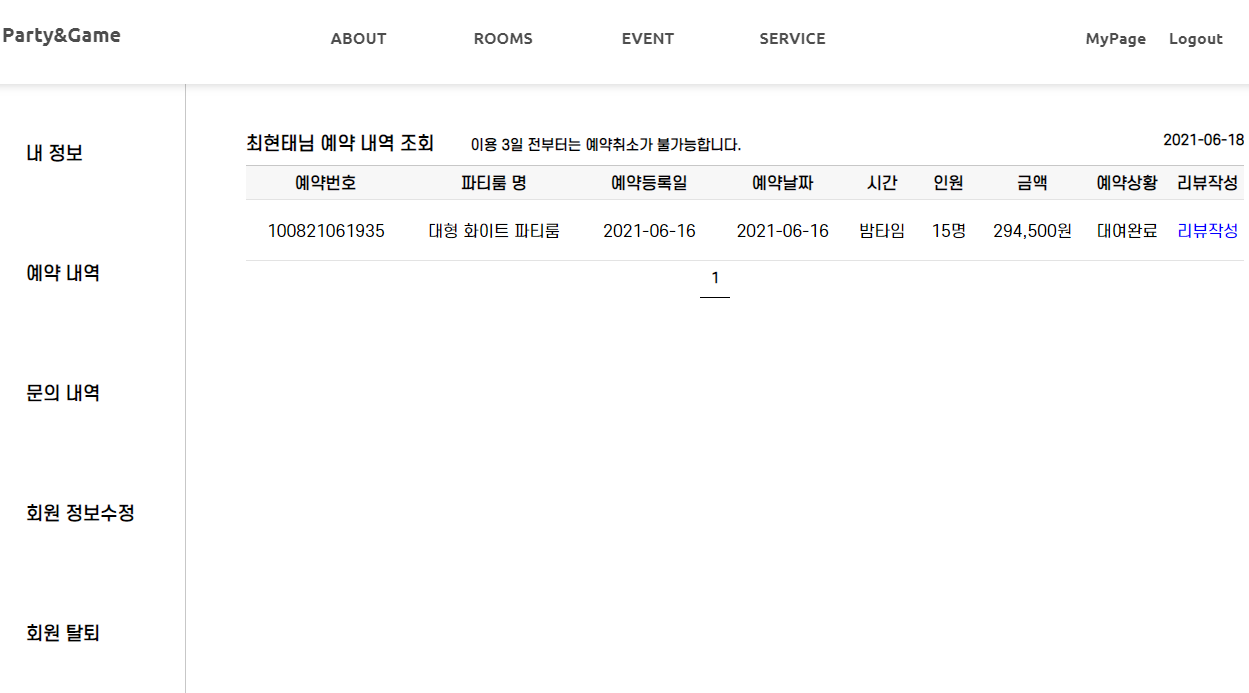 Party&Game ABOUT ROOMS EVENT SERVICE MyPage Logout
내 정보
예약 내역
문의 내역
회원 정보수정
회원 탈퇴
최현태님 예약 내역 조회 이용 3일 전부터는 예약취소가 불가능합니다. 2021-06-18
예약번호 파티룸 명 예약등록일 예약날짜 시간 인원 금액 예약상황 리뷰작성
100821061935 대형 화이트 파티룸 2021-06-16 2021-06-16 밤타임 15명 294,500원 대여완료 리뷰작성
1